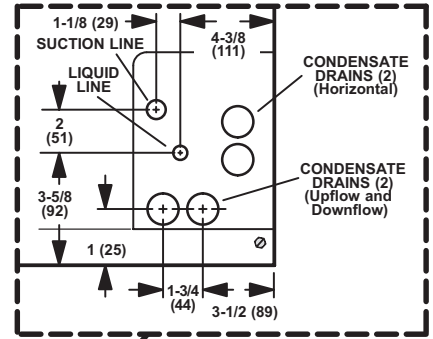 1-1/8 (29)
4-3/8
(111)
SUCTION LINE
LIQUID
LINE
CONDENSATE
DRAINS (2)
(Horizontal)
2
(51)
3-5/8
(92)
CONDENSATE
DRAINS (2)
(Upflow and
Downflow)
1 (25)
1-3/4
(44)
3-1/2 (89)